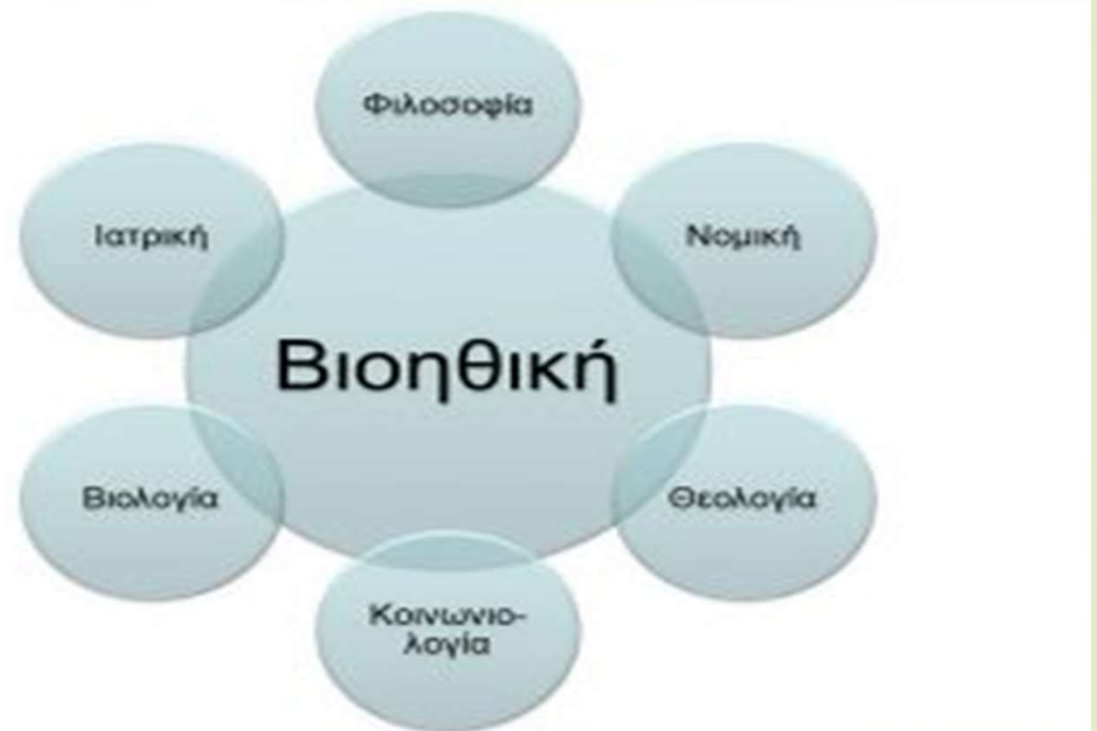 Φιλοσοφία
Ιατρική
Νομική
Βιοηθική
Βιολογία
Θεολογία
Κοινωνιο-
λογία